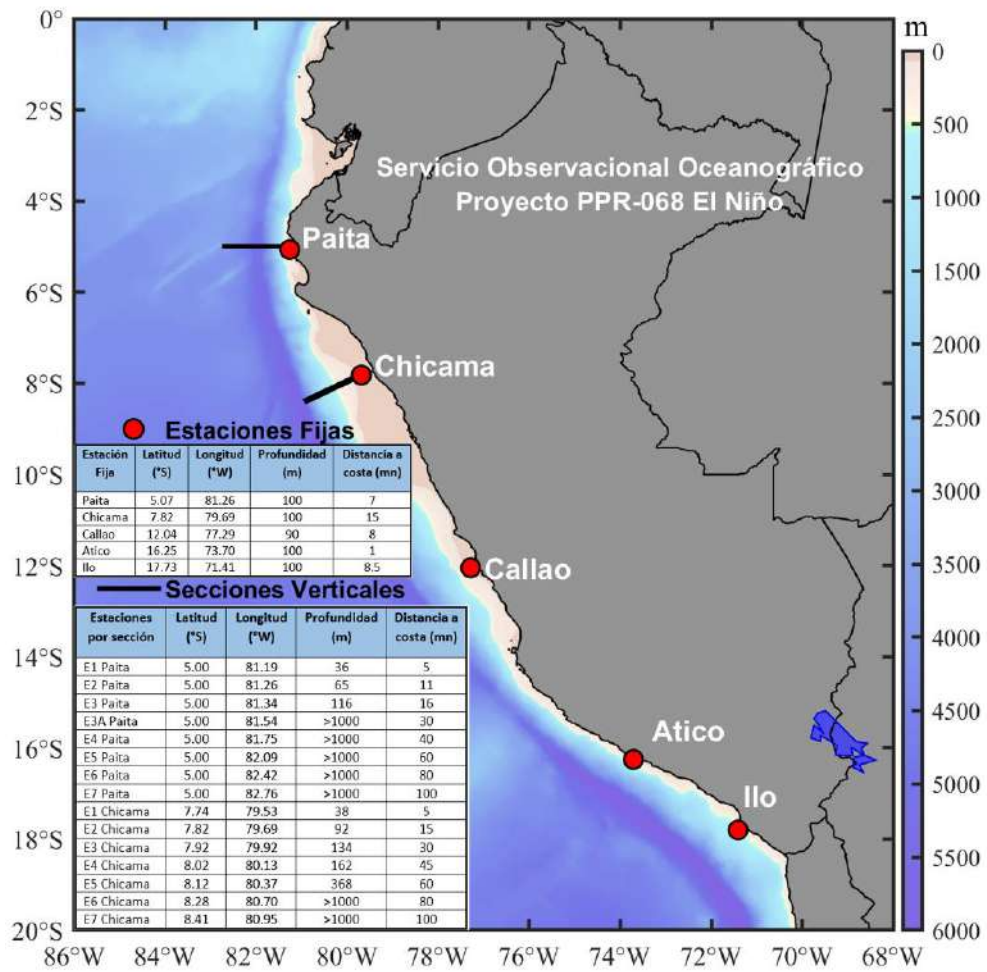 m
0°
2°S
4°S
6°S
8°S
10°S
12°S
14°S
16°S
18°S
20°S
86°W 84°W 82°W 80°W 78°W 76°W 74°W 72°W 70°W 68°W
0
500
1000
1500
2000
2500
3000
3500
4000
4500
5000
5500
6000
Servicio Observacional Oceanográfico
Proyecto PPR-068 El Niño
Paita
Chicama
Callao
Atico
Ilo
Estaciones Fijas
Estación Latitud Longitud Profundidad Distancia a
Fija (°S) (°W) (m) costa (mn)
Paita 5.07 81.26 100 7
Chicama 7.82 79.69 100 15
Callao 12.04 77.29 90 8
Atico 16.25 73.70 100 1
Ilo 17.73 71.41 100 8.5
Secciones Verticales
Estaciones Latitud Longitud Profundidad Distancia a
por sección (°S) (°W) (m) costa (mn)
E1 Paita 5.00 81.19 36 5
E2 Paita 5.00 81.26 65 11
E3 Paita 5.00 81.34 116 16
E3A Paita 5.00 81.54 >1000 30
E4 Paita 5.00 81.75 >1000 40
E5 Paita 5.00 82.09 >1000 60
E6 Paita 5.00 82.42 >1000 80
E7 Paita 5.00 82.76 >1000 100
E1 Chicama 7.74 79.53 38 5
E2 Chicama 7.82 79.69 92 15
E3 Chicama 7.92 79.92 134 30
E4 Chicama 8.02 80.13 162 45
E5 Chicama 8.12 80.37 368 60
E6 Chicama 8.28 80.70 >1000 80
E7 Chicama 8.41 80.95 >1000 100